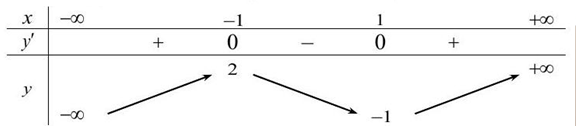 x −∞ −1 1 +∞
y′ + 0 − 0 +
2 +∞
y
−∞ −1